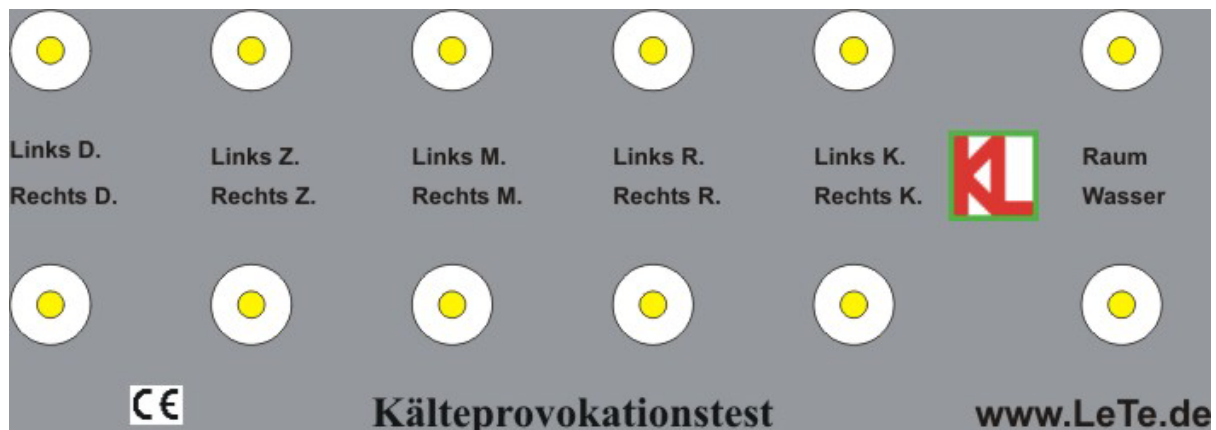 Links D. Links Z. Links M. Links R. Links K. KL Raum
Rechts D. Rechts Z. Rechts M. Rechts R. Rechts K. Wasser
CE Kälteprovokationstest www.LeTe.de